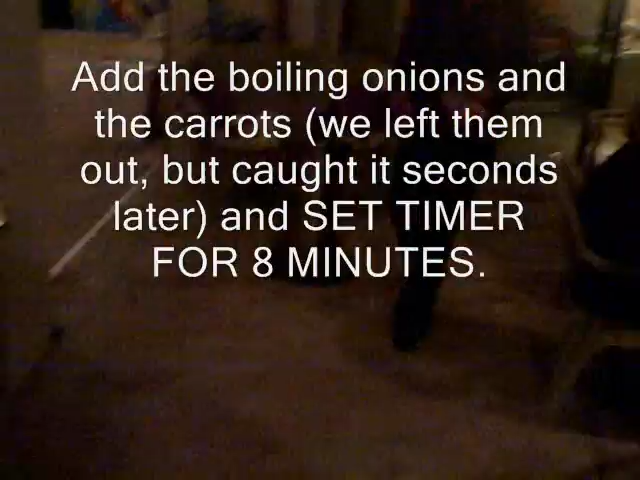 Add the boiling onions and
the carrots (we left them
out, but caught it seconds
later) and SET TIMER
FOR 8 MINUTES.